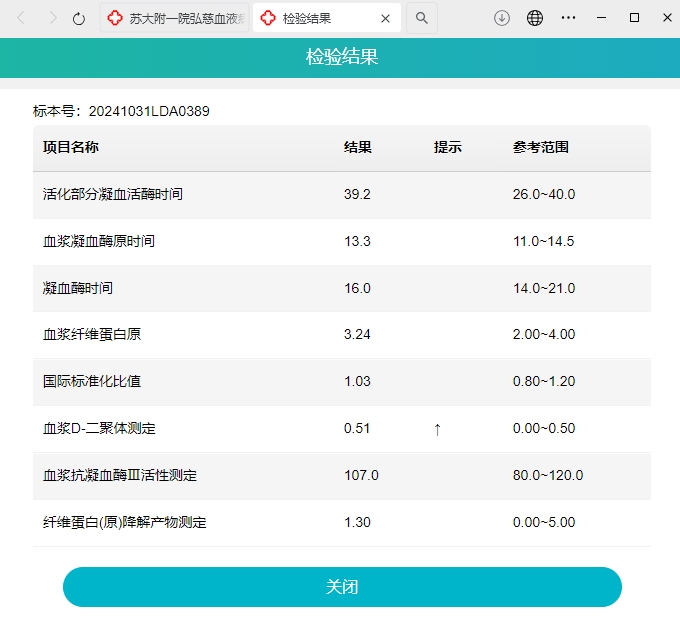 苏大附一院弘慈血液
检验结果
检验结果
标本号：20241031LDA0389
项目名称 结果 提示 参考范围
活化部分凝血活酶时间 39.2 26.0~40.0
血浆凝血酶原时间 13.3 11.0~14.5
凝血酶时间 16.0 14.0~21.0
血浆纤维蛋白原 3.24 2.00~4.00
国际标准化比值 1.03 0.80~1.20
血浆D-二聚体测定 0.51 ↑ 0.00~0.50
血浆抗凝血酶Ⅲ活性测定 107.0 80.0~120.0
纤维蛋白(原)降解产物测定 1.30 0.00~5.00
关闭